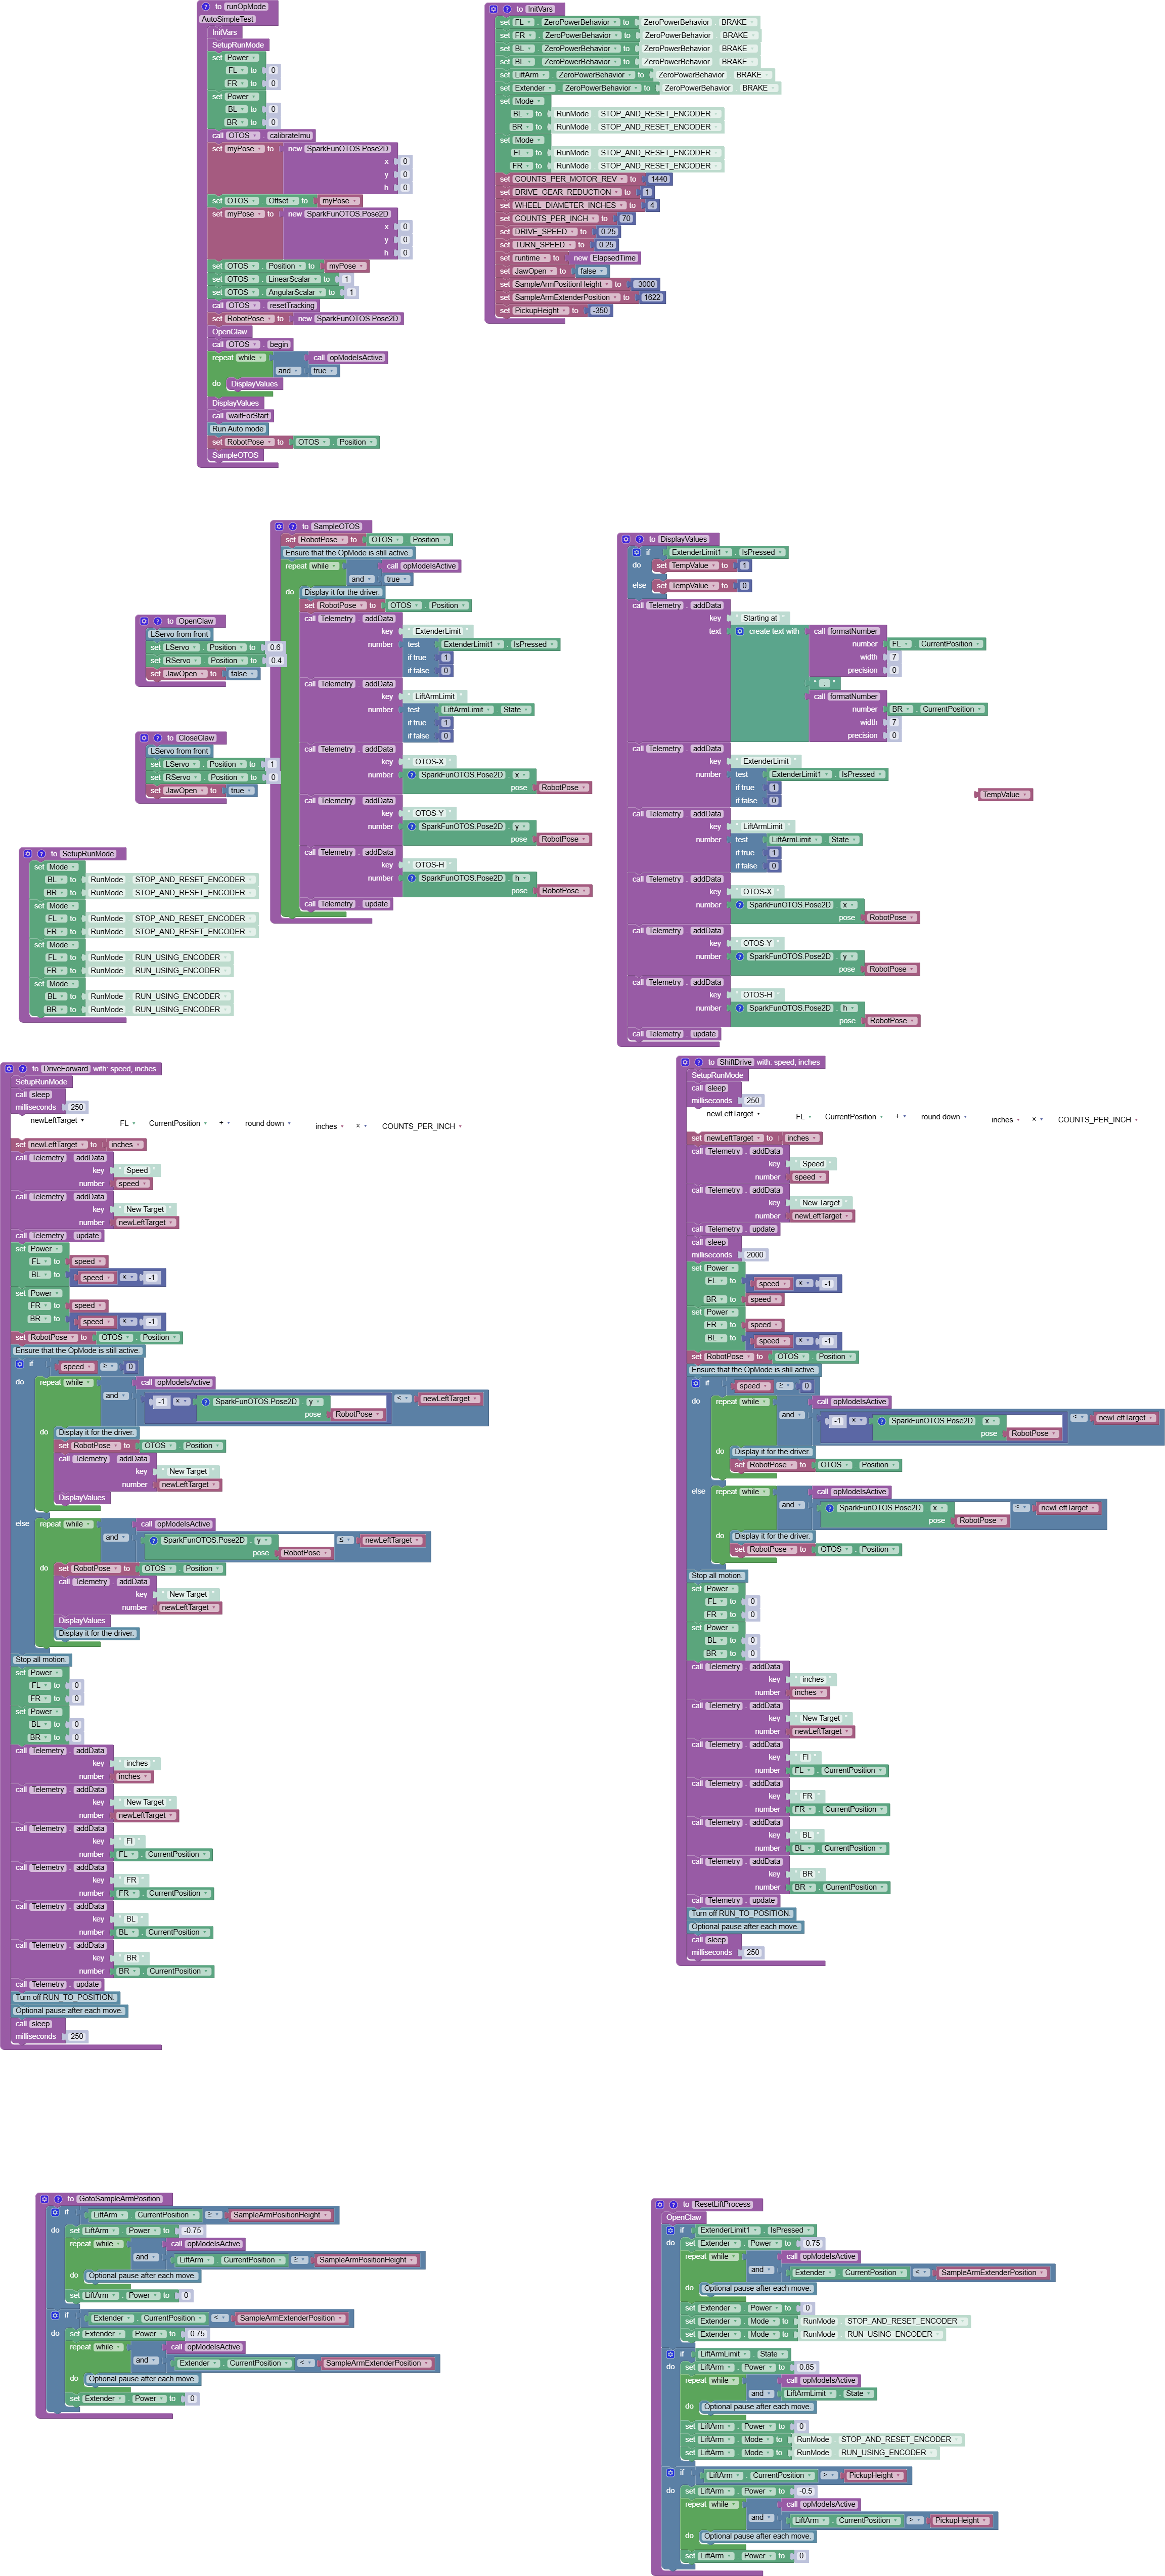 to runOpMode
AutoSimpleTest
InitVars
SetupRunMode
set Power
FL to 0
FR to 0
set Power
BL to 0
BR to 0
call OTOS . calibrateImu
set myPose to new SparkFunOTOS.Pose2D
x 0
y 0
h 0
set OTOS . Offset to myPose
set myPose to new SparkFunOTOS.Pose2D
x 0
y 0
h 0
set OTOS . Position to myPose
set OTOS . LinearScalar to 1
set OTOS . AngularScalar to 1
call OTOS . resetTracking
set RobotPose to new SparkFunOTOS.Pose2D
OpenClaw
call OTOS . begin
repeat while call opModeIsActive
and true
do DisplayValues
DisplayValues
call waitForStart
Run Auto mode
set RobotPose to OTOS . Position
SampleOTOS
to InitVars
set FL . ZeroPowerBehavior to ZeroPowerBehavior BRAKE
set FR . ZeroPowerBehavior to ZeroPowerBehavior BRAKE
set BL . ZeroPowerBehavior to ZeroPowerBehavior BRAKE
set BL . ZeroPowerBehavior to ZeroPowerBehavior BRAKE
set LiftArm . ZeroPowerBehavior to ZeroPowerBehavior BRAKE
set Extender . ZeroPowerBehavior to ZeroPowerBehavior BRAKE
set Mode
BL to RunMode STOP_AND_RESET_ENCODER
BR to RunMode STOP_AND_RESET_ENCODER
set Mode
FL to RunMode STOP_AND_RESET_ENCODER
FR to RunMode STOP_AND_RESET_ENCODER
set COUNTS_PER_MOTOR_REV to 1440
set DRIVE_GEAR_REDUCTION to 1
set WHEEL_DIAMETER_INCHES to 4
set COUNTS_PER_INCH to 70
set DRIVE_SPEED to 0.25
set TURN_SPEED to 0.25
set runtime to new ElapsedTime
set JawOpen to false
set SampleArmPositionHeight to -3000
set SampleArmExtenderPosition to 1622
set PickupHeight to -350
to SampleOTOS
set RobotPose to OTOS . Position
Ensure that the OpMode is still active.
repeat while call opModeIsActive
and true
do Display it for the driver.
set RobotPose to OTOS . Position
call Telemetry . addData
key " ExtenderLimit "
number test ExtenderLimit1 . IsPressed
if true 1
if false 0
call Telemetry . addData
key " LiftArmLimit "
number test LiftArmLimit . State
if true 1
if false 0
call Telemetry . addData
key " OTOS-X "
number SparkFunOTOS.Pose2D . x
pose RobotPose
call Telemetry . addData
key " OTOS-Y "
number SparkFunOTOS.Pose2D . y
pose RobotPose
call Telemetry . addData
key " OTOS-H "
number SparkFunOTOS.Pose2D . h
pose RobotPose
call Telemetry . update
to OpenClaw
LServo from front
set LServo . Position to 0.6
set RServo . Position to 0.4
set JawOpen to false
to CloseClaw
LServo from front
set LServo . Position to 1
set RServo . Position to 0
set JawOpen to true
to SetupRunMode
set Mode
BL to RunMode STOP_AND_RESET_ENCODER
BR to RunMode STOP_AND_RESET_ENCODER
set Mode
FL to RunMode STOP_AND_RESET_ENCODER
FR to RunMode STOP_AND_RESET_ENCODER
set Mode
FL to RunMode RUN_USING_ENCODER
FR to RunMode RUN_USING_ENCODER
set Mode
BL to RunMode RUN_USING_ENCODER
BR to RunMode RUN_USING_ENCODER
to DisplayValues
if ExtenderLimit1 . IsPressed
do set TempValue to 1
else set TempValue to 0
call Telemetry . addData
key " Starting at "
text create text with call formatNumber
number FL . CurrentPosition
width 7
precision 0
" : "
call formatNumber
number BR . CurrentPosition
width 7
precision 0
call Telemetry . addData
key " ExtenderLimit "
number test ExtenderLimit1 . IsPressed
if true 1
if false 0
call Telemetry . addData
key " LiftArmLimit "
number test LiftArmLimit . State
if true 1
if false 0
call Telemetry . addData
key " OTOS-X "
number SparkFunOTOS.Pose2D . x
pose RobotPose
call Telemetry . addData
key " OTOS-Y "
number SparkFunOTOS.Pose2D . y
pose RobotPose
call Telemetry . addData
key " OTOS-H "
number SparkFunOTOS.Pose2D . h
pose RobotPose
call Telemetry . update
TempValue
to DriveForward with: speed, inches
SetupRunMode
call sleep
milliseconds 250
newLeftTarget FL CurrentPosition + round down inches × COUNTS_PER_INCH
set newLeftTarget to inches
call Telemetry . addData
key " Speed "
number speed
call Telemetry . addData
key " New Target "
number newLeftTarget
call Telemetry . update
set Power
FL to speed
BL to speed × -1
set Power
FR to speed
BR to speed × -1
set RobotPose to OTOS . Position
Ensure that the OpMode is still active.
if speed ≥ 0
do repeat while call opModeIsActive
and -1 × SparkFunOTOS.Pose2D . y < newLeftTarget
pose RobotPose
do Display it for the driver.
set RobotPose to OTOS . Position
call Telemetry . addData
key " New Target "
number newLeftTarget
DisplayValues
else repeat while call opModeIsActive
and SparkFunOTOS.Pose2D . y ≤ newLeftTarget
pose RobotPose
do set RobotPose to OTOS . Position
call Telemetry . addData
key " New Target "
number newLeftTarget
DisplayValues
Display it for the driver.
Stop all motion.
set Power
FL to 0
FR to 0
set Power
BL to 0
BR to 0
call Telemetry . addData
key " inches "
number inches
call Telemetry . addData
key " New Target "
number newLeftTarget
call Telemetry . addData
key " Fl "
number FL . CurrentPosition
call Telemetry . addData
key " FR "
number FR . CurrentPosition
call Telemetry . addData
key " BL "
number BL . CurrentPosition
call Telemetry . addData
key " BR "
number BR . CurrentPosition
call Telemetry . update
Turn off RUN_TO_POSITION.
Optional pause after each move.
call sleep
milliseconds 250
to ShiftDrive with: speed, inches
SetupRunMode
call sleep
milliseconds 250
newLeftTarget FL CurrentPosition + round down inches × COUNTS_PER_INCH
set newLeftTarget to inches
call Telemetry . addData
key " Speed "
number speed
call Telemetry . addData
key " New Target "
number newLeftTarget
call Telemetry . update
call sleep
milliseconds 2000
set Power
FL to speed × -1
BR to speed
set Power
FR to speed
BL to speed × -1
set RobotPose to OTOS . Position
Ensure that the OpMode is still active.
if speed ≥ 0
do repeat while call opModeIsActive
and -1 × SparkFunOTOS.Pose2D . x ≤ newLeftTarget
pose RobotPose
do Display it for the driver.
set RobotPose to OTOS . Position
else repeat while call opModeIsActive
and SparkFunOTOS.Pose2D . x ≤ newLeftTarget
pose RobotPose
do Display it for the driver.
set RobotPose to OTOS . Position
Stop all motion.
set Power
FL to 0
FR to 0
set Power
BL to 0
BR to 0
call Telemetry . addData
key " inches "
number inches
call Telemetry . addData
key " New Target "
number newLeftTarget
call Telemetry . addData
key " Fl "
number FL . CurrentPosition
call Telemetry . addData
key " FR "
number FR . CurrentPosition
call Telemetry . addData
key " BL "
number BL . CurrentPosition
call Telemetry . addData
key " BR "
number BR . CurrentPosition
call Telemetry . update
Turn off RUN_TO_POSITION.
Optional pause after each move.
call sleep
milliseconds 250
to GotoSampleArmPosition
if LiftArm . CurrentPosition ≥ SampleArmPositionHeight
do set LiftArm . Power to -0.75
repeat while call opModeIsActive
and LiftArm . CurrentPosition ≥ SampleArmPositionHeight
do Optional pause after each move.
set LiftArm . Power to 0
if Extender . CurrentPosition < SampleArmExtenderPosition
do set Extender . Power to 0.75
repeat while call opModeIsActive
and Extender . CurrentPosition < SampleArmExtenderPosition
do Optional pause after each move.
set Extender . Power to 0
to ResetLiftProcess
OpenClaw
if ExtenderLimit1 . IsPressed
do set Extender . Power to 0.75
repeat while call opModeIsActive
and Extender . CurrentPosition < SampleArmExtenderPosition
do Optional pause after each move.
set Extender . Power to 0
set Extender . Mode to RunMode STOP_AND_RESET_ENCODER
set Extender . Mode to RunMode RUN_USING_ENCODER
if LiftArmLimit . State
do set LiftArm . Power to 0.85
repeat while call opModeIsActive
and LiftArmLimit . State
do Optional pause after each move.
set LiftArm . Power to 0
set LiftArm . Mode to RunMode STOP_AND_RESET_ENCODER
set LiftArm . Mode to RunMode RUN_USING_ENCODER
if LiftArm . CurrentPosition > PickupHeight
do set LiftArm . Power to -0.5
repeat while call opModeIsActive
and LiftArm . CurrentPosition > PickupHeight
do Optional pause after each move.
set LiftArm . Power to 0